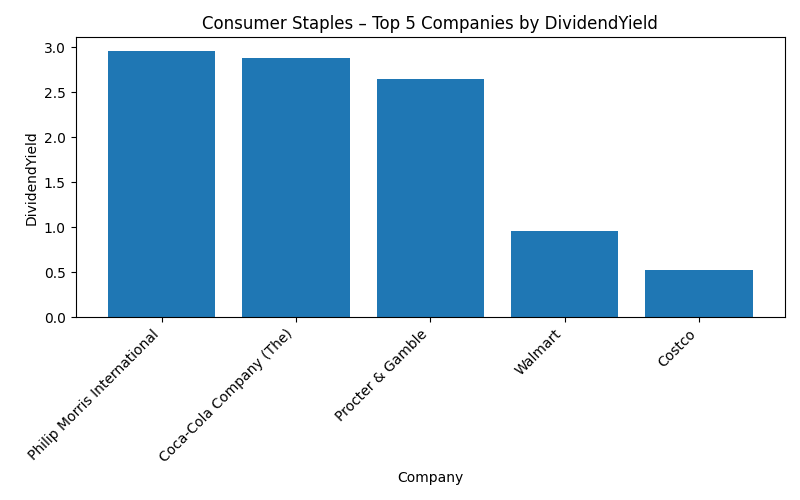 Consumer Staples – Top 5 Companies by DividendYield
DividendYield
3.0
2.5
2.0
1.5
1.0
0.5
0.0
Philip Morris International
Coca-Cola Company (The)
Procter & Gamble
Walmart
Costco
Company